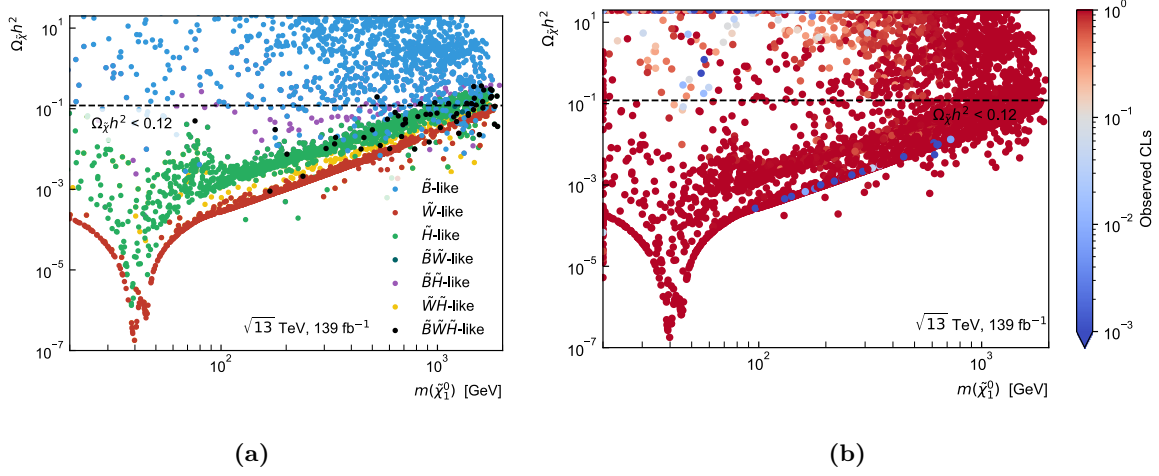 Ω_χ̃ h²
10¹
10⁻¹
10⁻³
10⁻⁵
10⁻⁷
Ω_χ̃ h² < 0.12
B̃-like
W̃-like
H̃-like
B̃W̃-like
B̃H̃-like
W̃H̃-like
B̃W̃H̃-like
√13 TeV, 139 fb⁻¹
10² 10³
m(χ̃₁⁰) [GeV]
(a)
Ω_χ̃ h²
10¹
10⁻¹
10⁻³
10⁻⁵
10⁻⁷
Ω_χ̃ h² < 0.12
√13 TeV, 139 fb⁻¹
10² 10³
m(χ̃₁⁰) [GeV]
10⁰
10⁻¹
10⁻²
10⁻³
Observed CLs
(b)